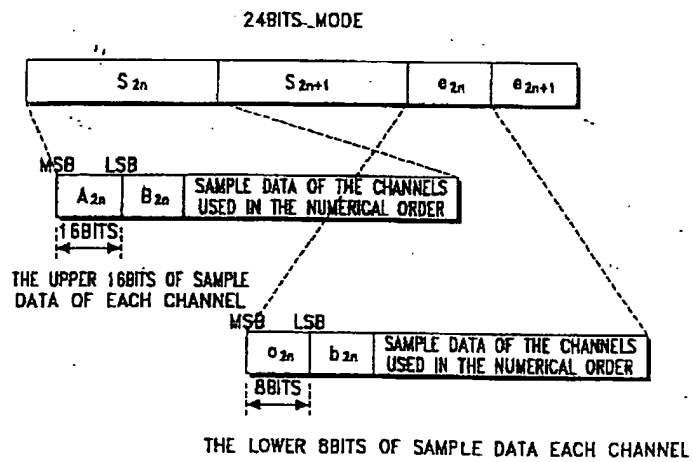 24BITS_MODE
S2n S2n+1 e2n e2n+1
MSB LSB
A2n B2n SAMPLE DATA OF THE CHANNELS
USED IN THE NUMERICAL ORDER
16BITS
THE UPPER 16BITS OF SAMPLE
DATA OF EACH CHANNEL
MSB LSB
a2n b2n SAMPLE DATA OF THE CHANNELS
USED IN THE NUMERICAL ORDER
8BITS
THE LOWER 8BITS OF SAMPLE DATA EACH CHANNEL